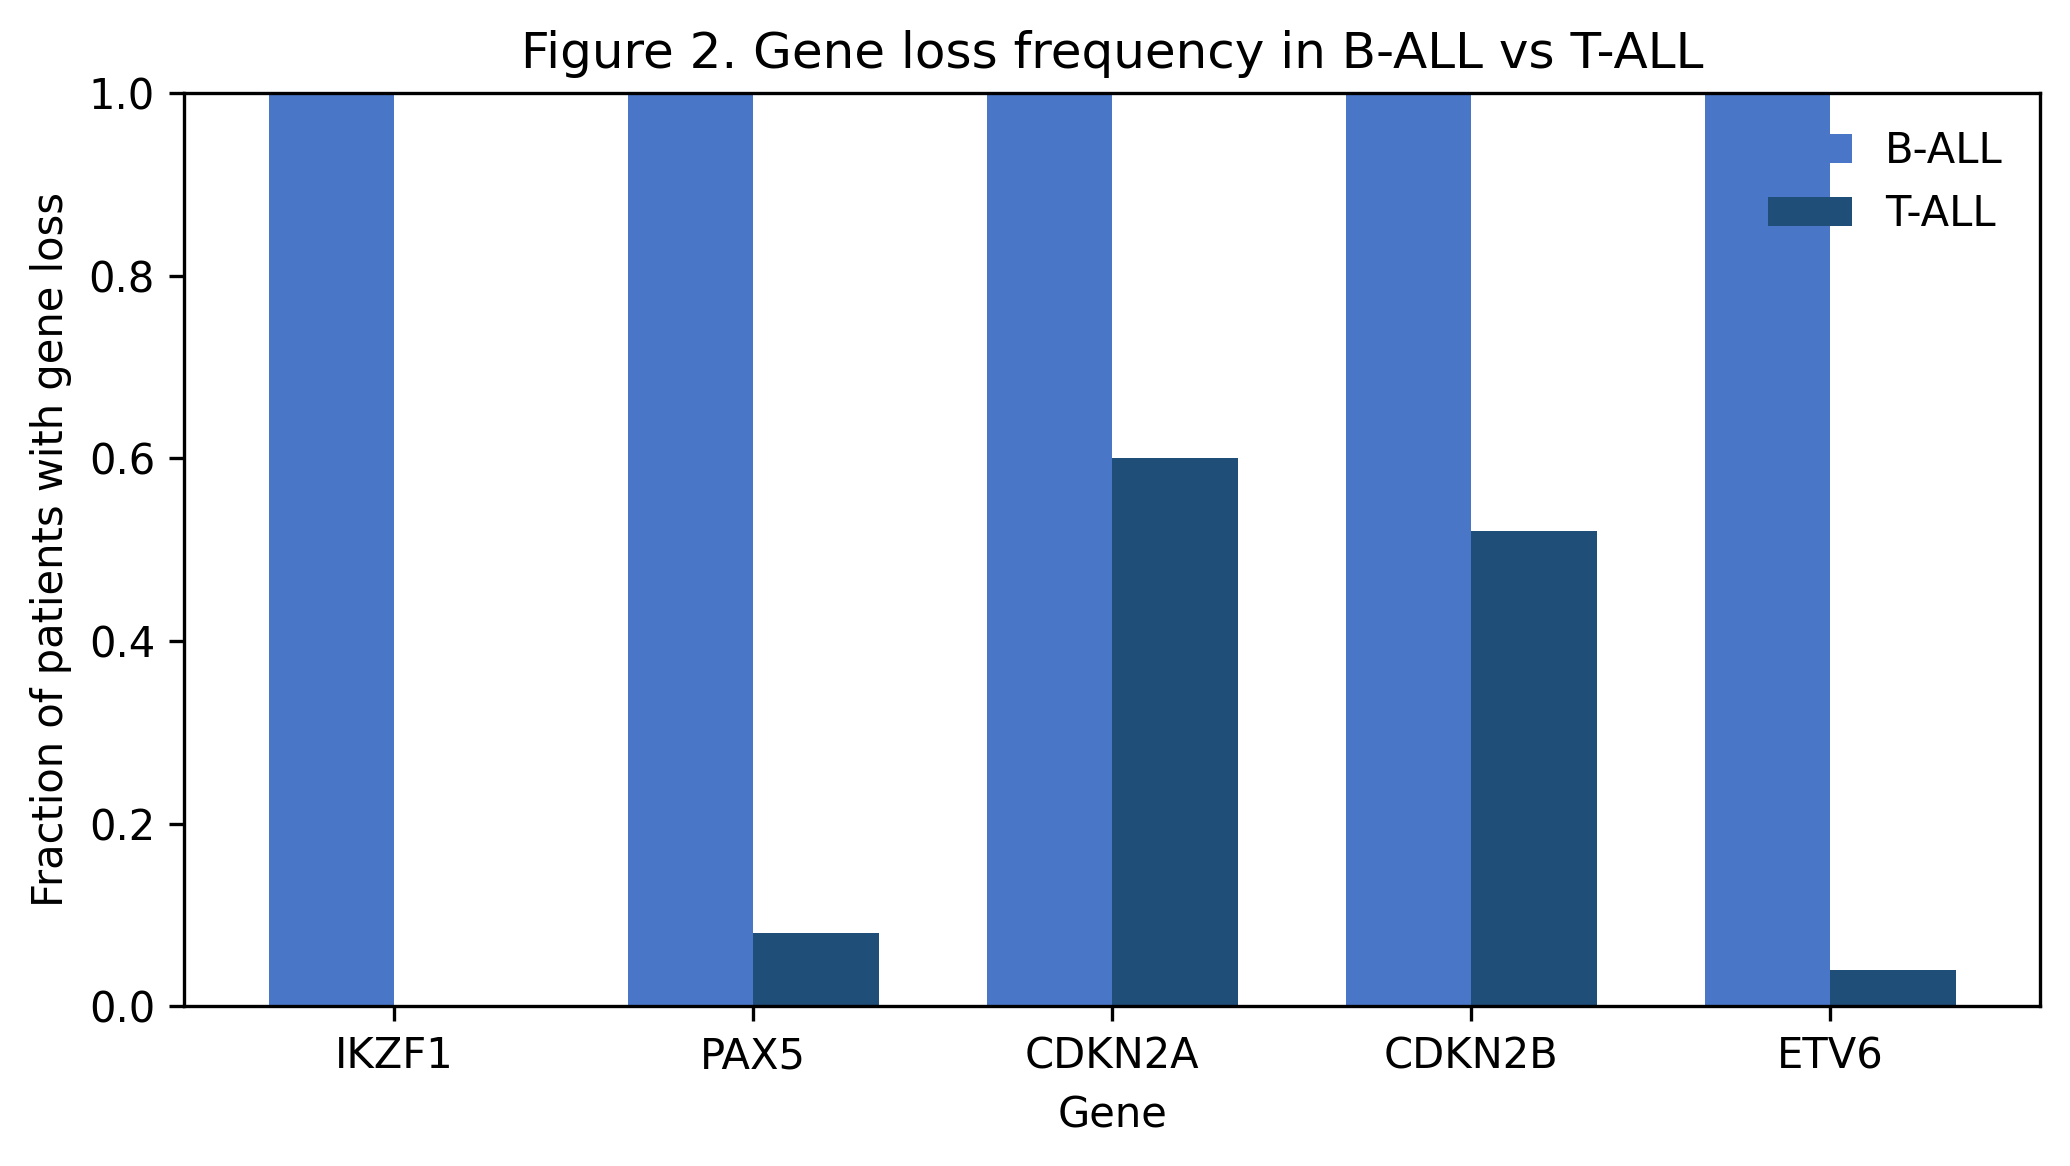 Figure 2. Gene loss frequency in B-ALL vs T-ALL
Fraction of patients with gene loss
1.0
0.8
0.6
0.4
0.2
0.0
B-ALL
T-ALL
IKZF1
PAX5
CDKN2A
CDKN2B
ETV6
Gene